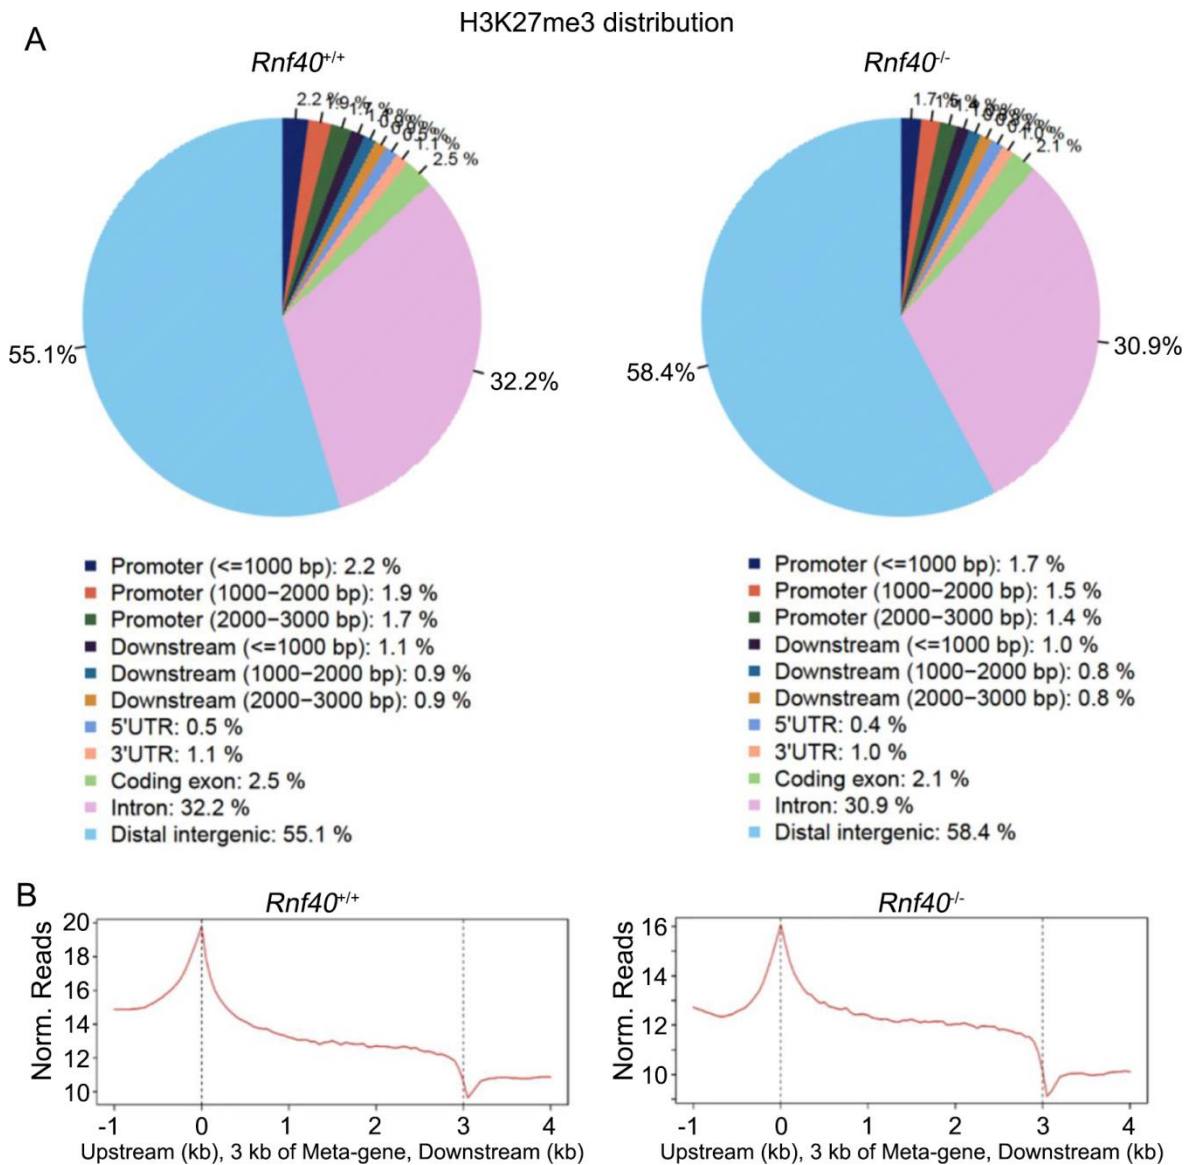 H3K27me3 distribution
A
Rnf40+/+
Rnf40-/-
2.2 %
1.1 %
2.5 %
1.7
1.0 %
2.1 %
55.1%
32.2%
58.4%
30.9%
Promoter (<=1000 bp): 2.2 %
Promoter (1000−2000 bp): 1.9 %
Promoter (2000−3000 bp): 1.7 %
Downstream (<=1000 bp): 1.1 %
Downstream (1000−2000 bp): 0.9 %
Downstream (2000−3000 bp): 0.9 %
5'UTR: 0.5 %
3'UTR: 1.1 %
Coding exon: 2.5 %
Intron: 32.2 %
Distal intergenic: 55.1 %
Promoter (<=1000 bp): 1.7 %
Promoter (1000−2000 bp): 1.5 %
Promoter (2000−3000 bp): 1.4 %
Downstream (<=1000 bp): 1.0 %
Downstream (1000−2000 bp): 0.8 %
Downstream (2000−3000 bp): 0.8 %
5'UTR: 0.4 %
3'UTR: 1.0 %
Coding exon: 2.1 %
Intron: 30.9 %
Distal intergenic: 58.4 %
B
Rnf40+/+
Norm. Reads
20
18
16
14
12
10
-1 0 1 2 3 4
Upstream (kb), 3 kb of Meta-gene, Downstream (kb)
Rnf40-/-
Norm. Reads
16
14
12
10
-1 0 1 2 3 4
Upstream (kb), 3 kb of Meta-gene, Downstream (kb)